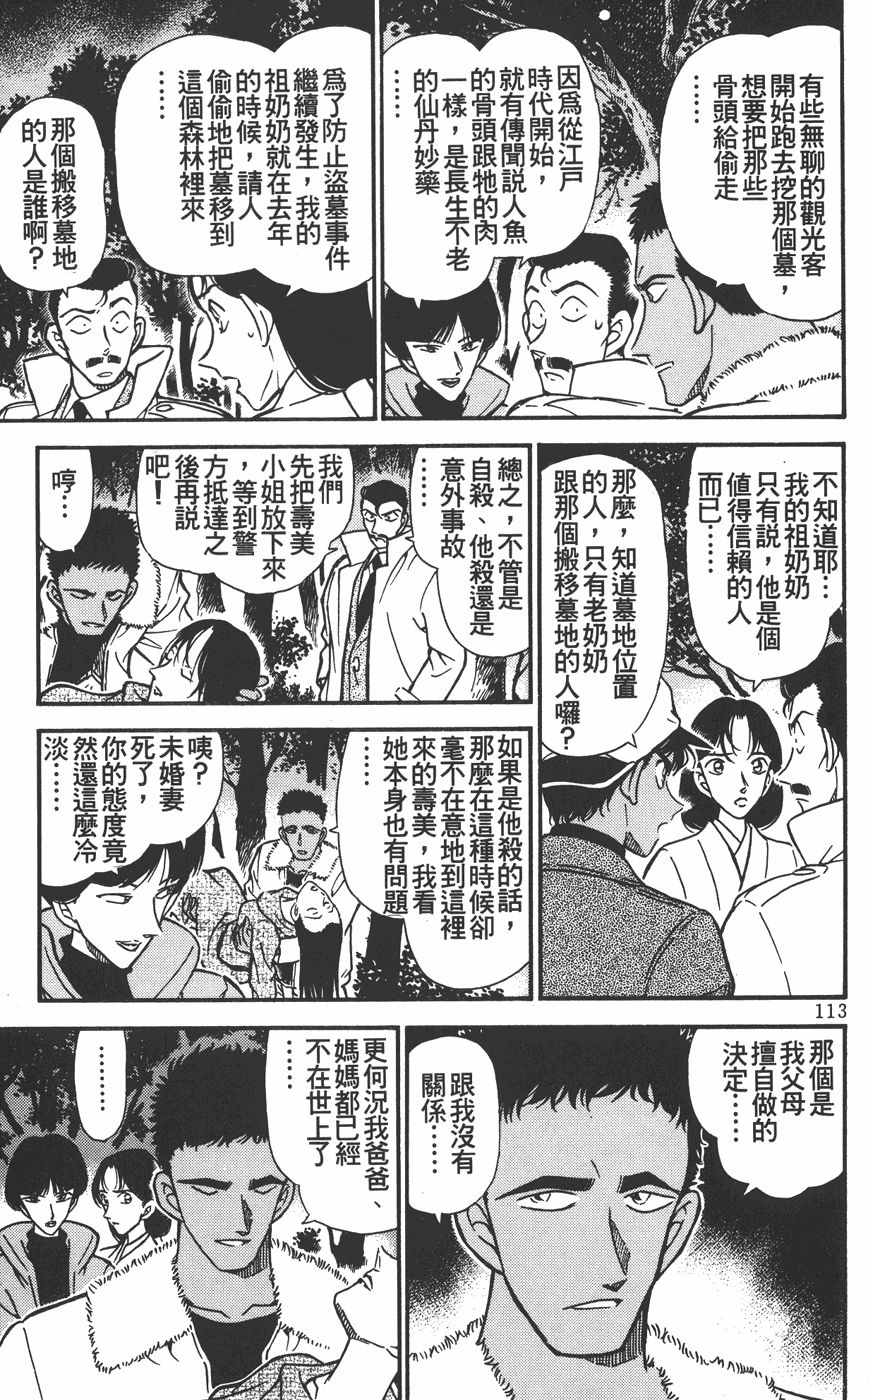 有些無聊的觀光客
開始跑去挖那個墓，
想要把那些
骨頭給偷走
因爲從江戶
時代開始，
就有傳聞說人魚
的骨頭跟牠的肉
一樣，是長生不老
的仙丹妙藥
……
爲了防止盜墓事件
繼續發生，我的
祖奶奶就在去年
的時候，請人
偷偷地把墓移到
這個森林裡來
……
那個搬移墓地
的人是誰啊？
不知道耶…
我的祖奶奶
只有說，他是個
值得信賴的人
而已…
那麼，知道墓地位置
的人，只有老奶奶
跟那個搬移墓地的人囉？
總之，不管是
自殺、他殺還是
意外事故
……
我們
先把壽美
小姐放下來
，等到警
方抵達之
後再說
吧！
哼…
如果是他殺的話，
那麼在這種時候卻
毫不在意地到這裡
來的壽美，我看
她本身也有問題
……
咦？
未婚妻
死了，
你的態度竟
然還這麼冷
淡……
113
那個是
我父母
擅自做的
決定……
跟我沒有
關係……
更何況我爸爸、
媽媽都已經
不在世上了
……
……